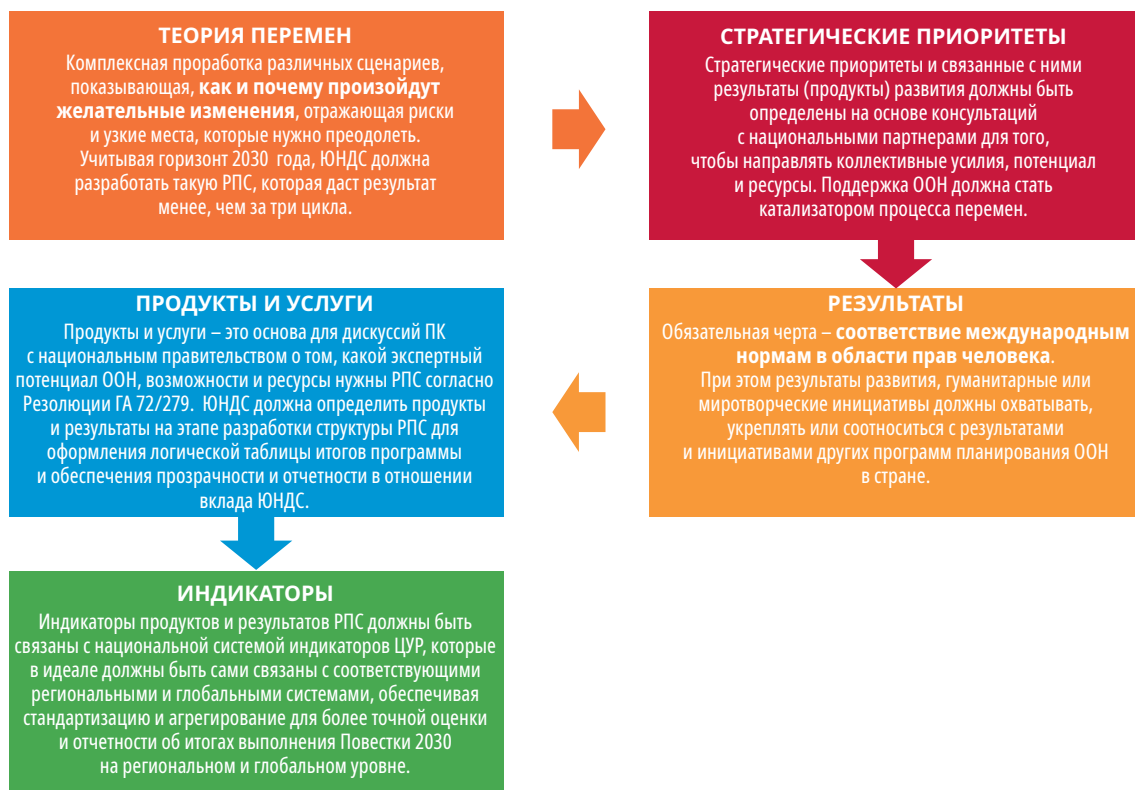 ТЕОРИЯ ПЕРЕМЕН
Комплексная проработка различных сценариев,
показывающая, как и почему произойдут
желательные изменения, отражающая риски
и узкие места, которые нужно преодолеть.
Учитывая горизонт 2030 года, ЮНДС должна
разработать такую РПС, которая даст результат
менее, чем за три цикла.
СТРАТЕГИЧЕСКИЕ ПРИОРИТЕТЫ
Стратегические приоритеты и связанные с ними
результаты (продукты) развития должны быть
определены на основе консультаций
с национальными партнерами для того,
чтобы направлять коллективные усилия, потенциал
и ресурсы. Поддержка ООН должна стать
катализатором процесса перемен.
РЕЗУЛЬТАТЫ
Обязательная черта – соответствие международным
нормам в области прав человека.
При этом результаты развития, гуманитарные или
миротворческие инициативы должны охватывать,
укреплять или соотноситься с результатами
и инициативами других программ планирования ООН
в стране.
ПРОДУКТЫ И УСЛУГИ
Продукты и услуги – это основа для дискуссий ПК
с национальным правительством о том, какой экспертный
потенциал ООН, возможности и ресурсы нужны РПС согласно
Резолюции ГА 72/279. ЮНДС должна определить продукты
и результаты на этапе разработки структуры РПС для
оформления логической таблицы итогов программы
и обеспечения прозрачности и отчетности в отношении
вклада ЮНДС.
ИНДИКАТОРЫ
Индикаторы продуктов и результатов РПС должны быть
связаны с национальной системой индикаторов ЦУР, которые
в идеале должны быть сами связаны с соответствующими
региональными и глобальными системами, обеспечивая
стандартизацию и агрегирование для более точной оценки
и отчетности об итогах выполнения Повестки 2030
на региональном и глобальном уровне.